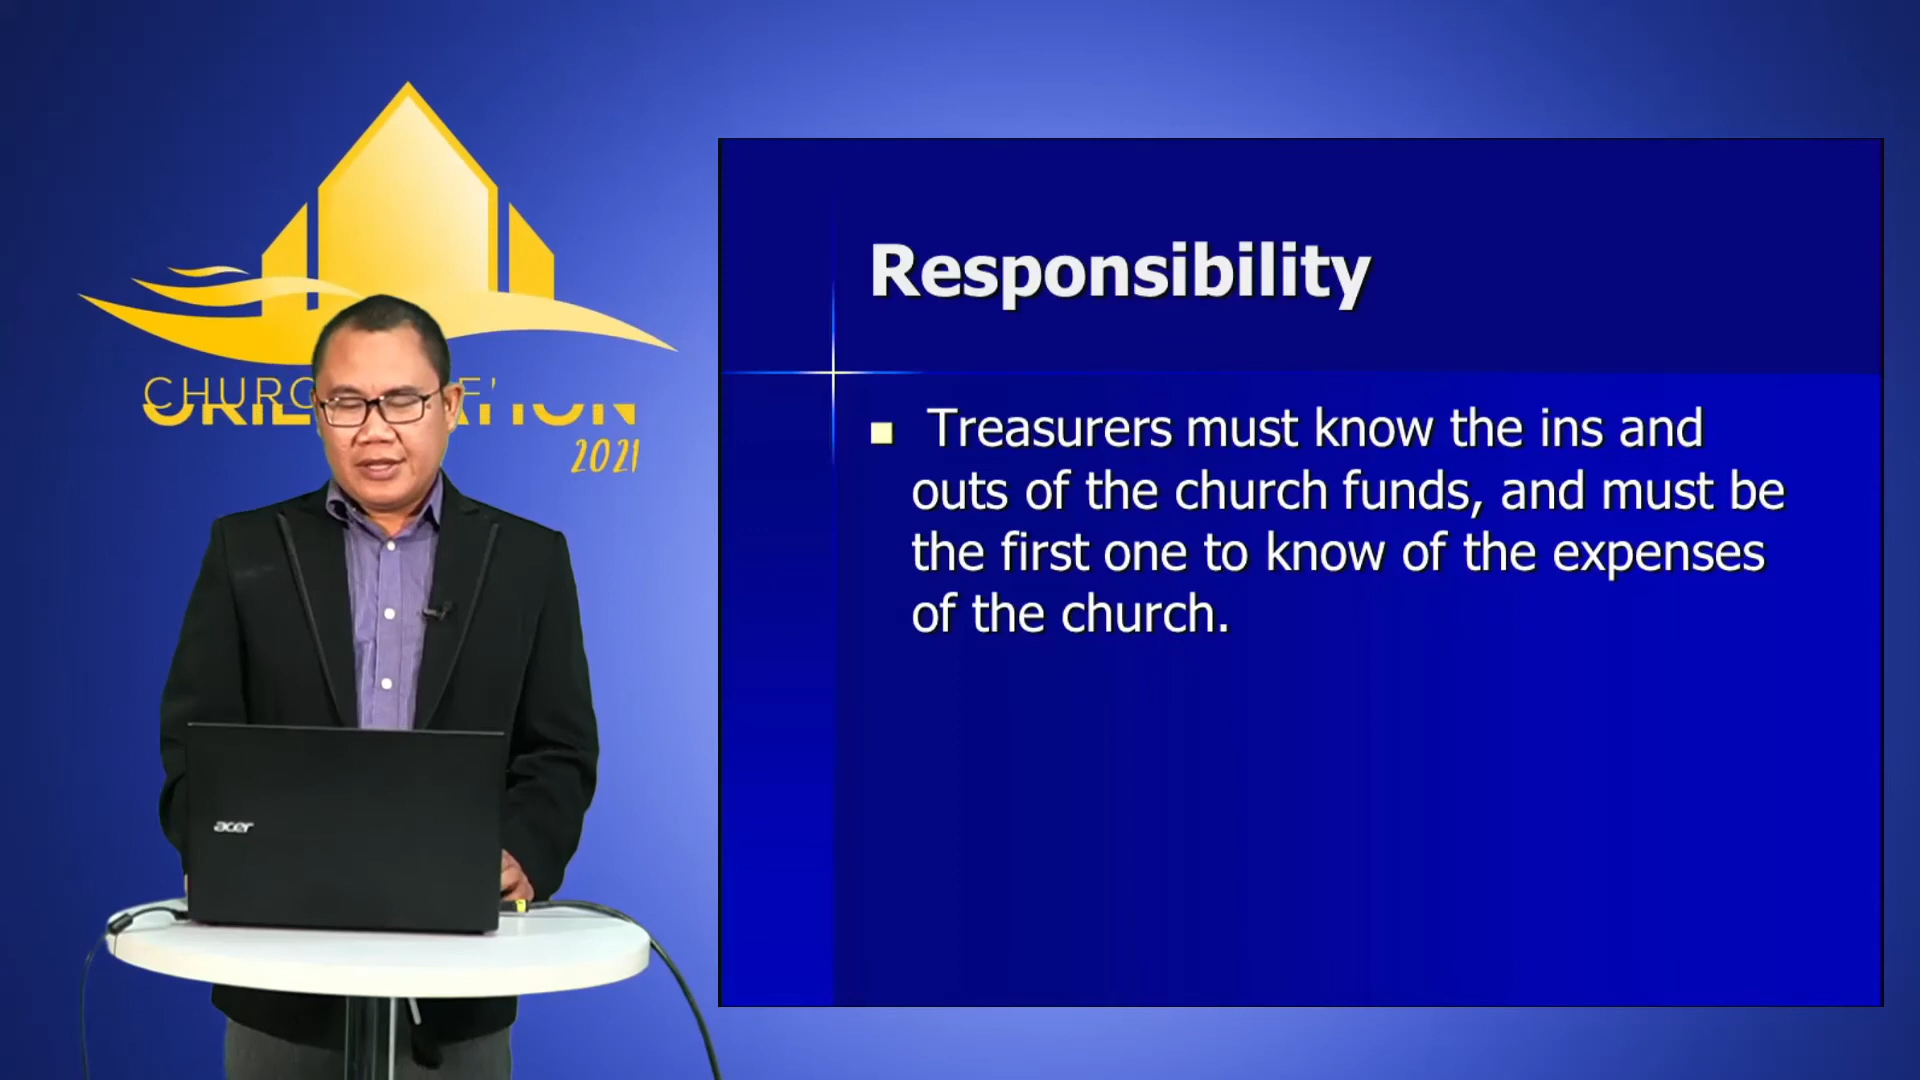 2021
acer
Responsibility
Treasurers must know the ins and
outs of the church funds, and must be
the first one to know of the expenses
of the church.